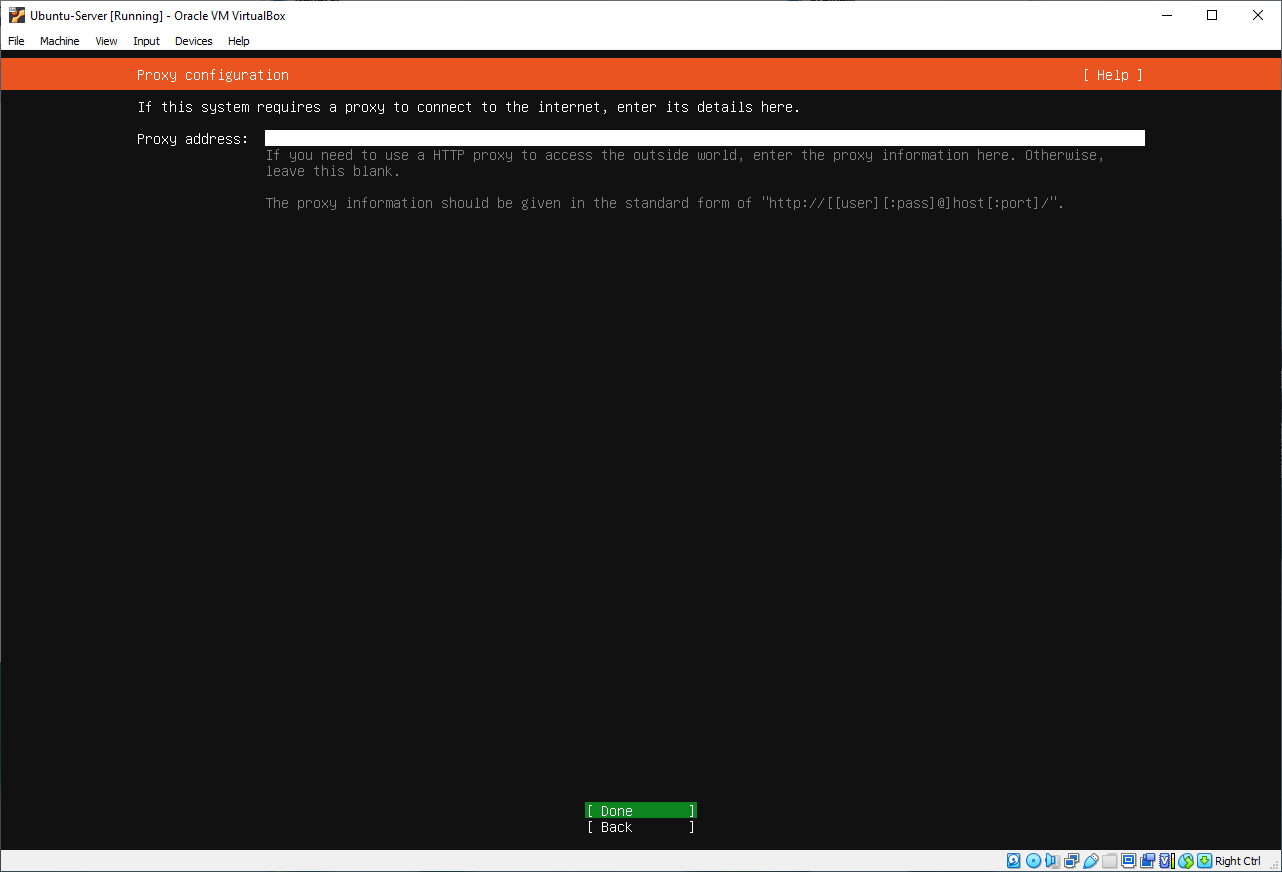 Ubuntu-Server [Running] - Oracle VM VirtualBox
File Machine View Input Devices Help
Proxy configuration [ Help ]
If this system requires a proxy to connect to the internet, enter its details here.
Proxy address:
If you need to use a HTTP proxy to access the outside world, enter the proxy information here. Otherwise,
leave this blank.
The proxy information should be given in the standard form of "http://[[user][:pass]@]host[:port]/".
[ Done ]
[ Back ]
Right Ctrl